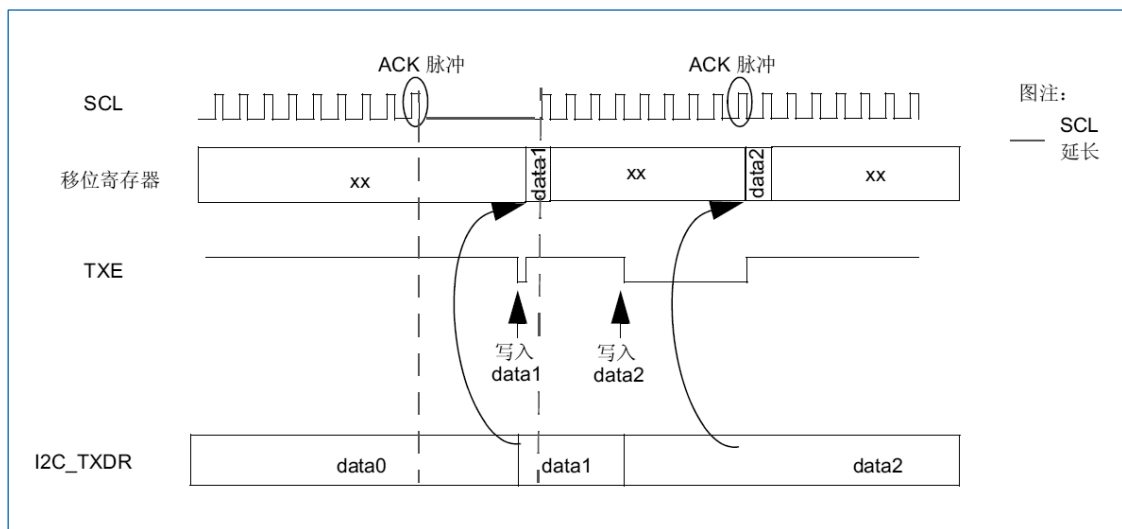 ACK 脉冲
ACK 脉冲
SCL
图注:
SCL
延长
移位寄存器
xx
data1
xx
data2
xx
TXE
写入
data1
写入
data2
I2C_TXDR
data0
data1
data2